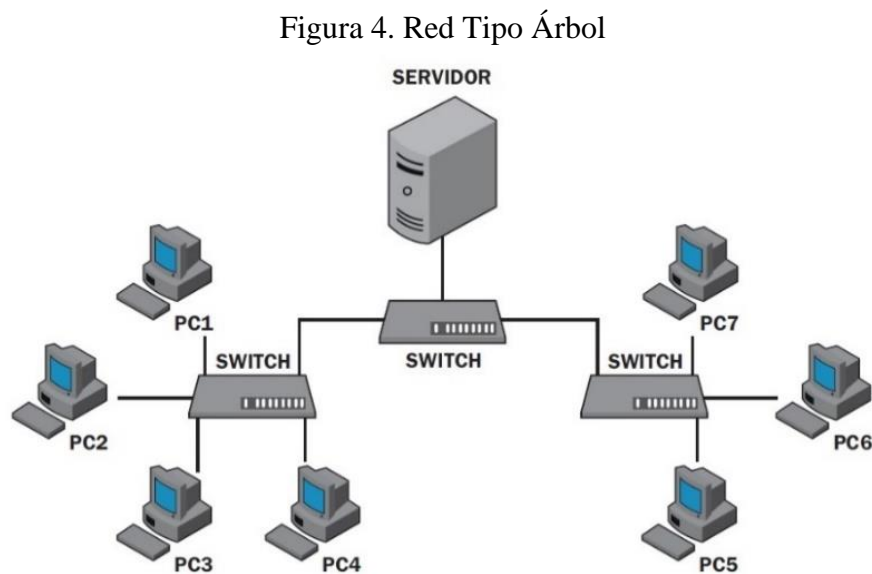 Figura 4. Red Tipo Árbol
SERVIDOR
PC1
PC7
SWITCH
SWITCH
SWITCH
PC2
PC6
PC3
PC4
PC5